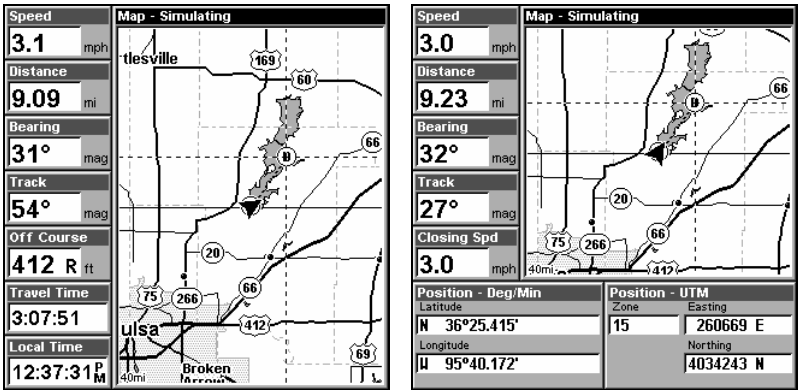 Speed
3.1 mph
Distance
9.09 mi
Bearing
31° mag
Track
54° mag
Off Course
412 R ft
Travel Time
3:07:51
Local Time
12:37:31 PM
Map - Simulating
tlesville
169
60
66
20
66
75
266
412
ulsa
Broken
Arrow
69
40mi
Speed
3.0 mph
Distance
9.23 mi
Bearing
32° mag
Track
27° mag
Closing Spd
3.0 mph
Map - Simulating
66
20
66
75
266
412
40mi
Position - Deg/Min
Latitude
N 36°25.415'
Longitude
W 95°40.172'
Position - UTM
Zone Easting
15 260669 E
Northing
4034243 N